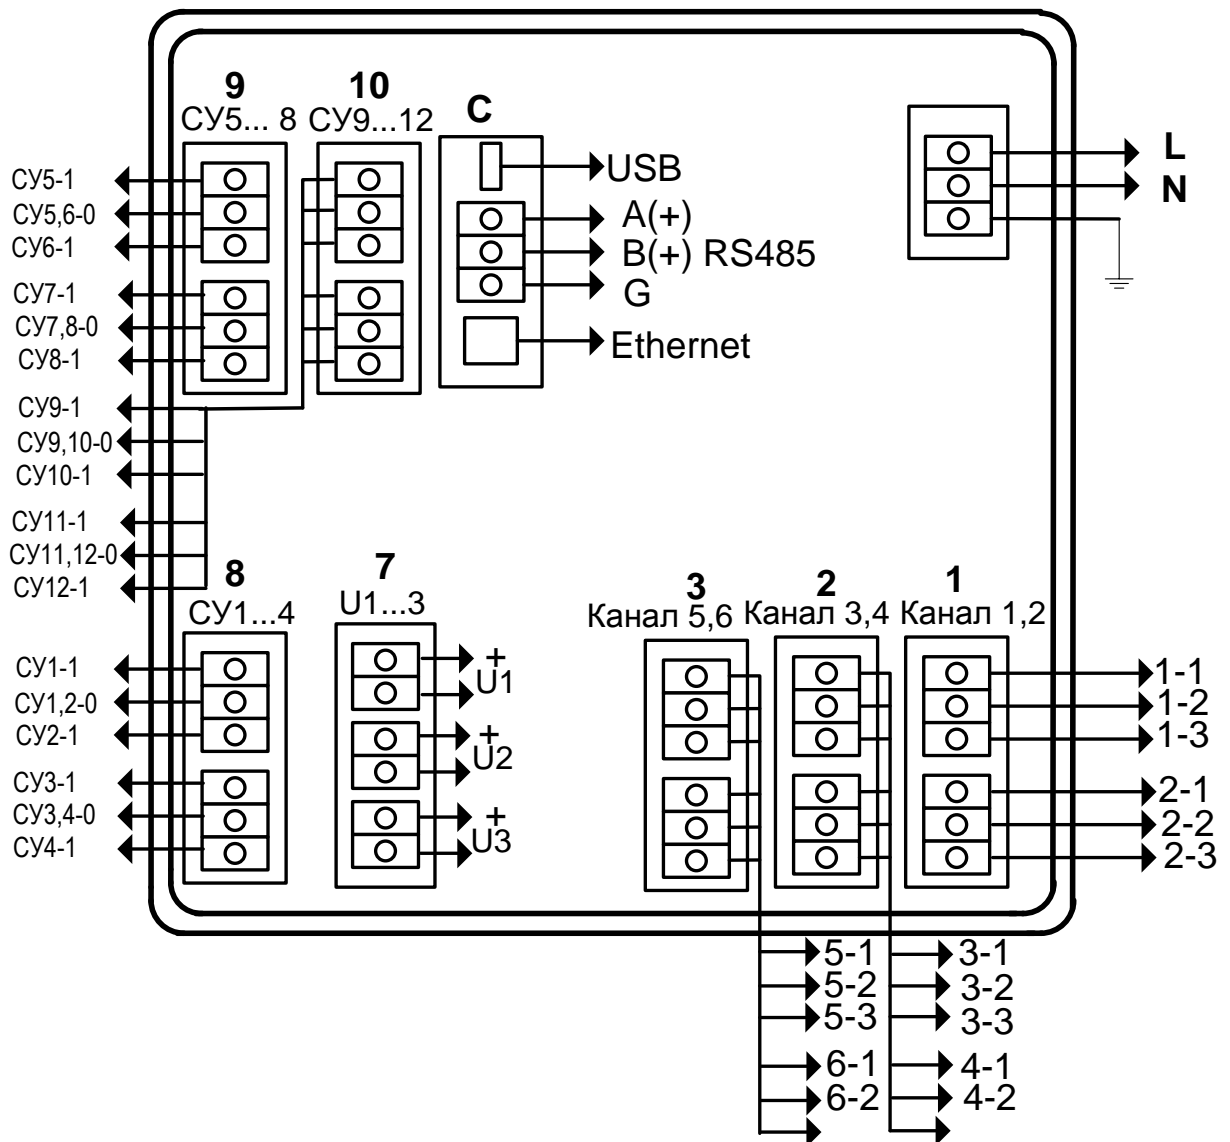 9
СУ5... 8
10
СУ9...12
C
USB
A(+)
B(+) RS485
G
Ethernet
L
N
СУ5-1
СУ5,6-0
СУ6-1
СУ7-1
СУ7,8-0
СУ8-1
СУ9-1
СУ9,10-0
СУ10-1
СУ11-1
СУ11,12-0
СУ12-1
8
СУ1...4
СУ1-1
СУ1,2-0
СУ2-1
СУ3-1
СУ3,4-0
СУ4-1
7
U1...3
+
U1
+
U2
+
U3
3
Канал 5,6
2
Канал 3,4
1
Канал 1,2
1-1
1-2
1-3
2-1
2-2
2-3
5-1
5-2
5-3
6-1
6-2
3-1
3-2
3-3
4-1
4-2